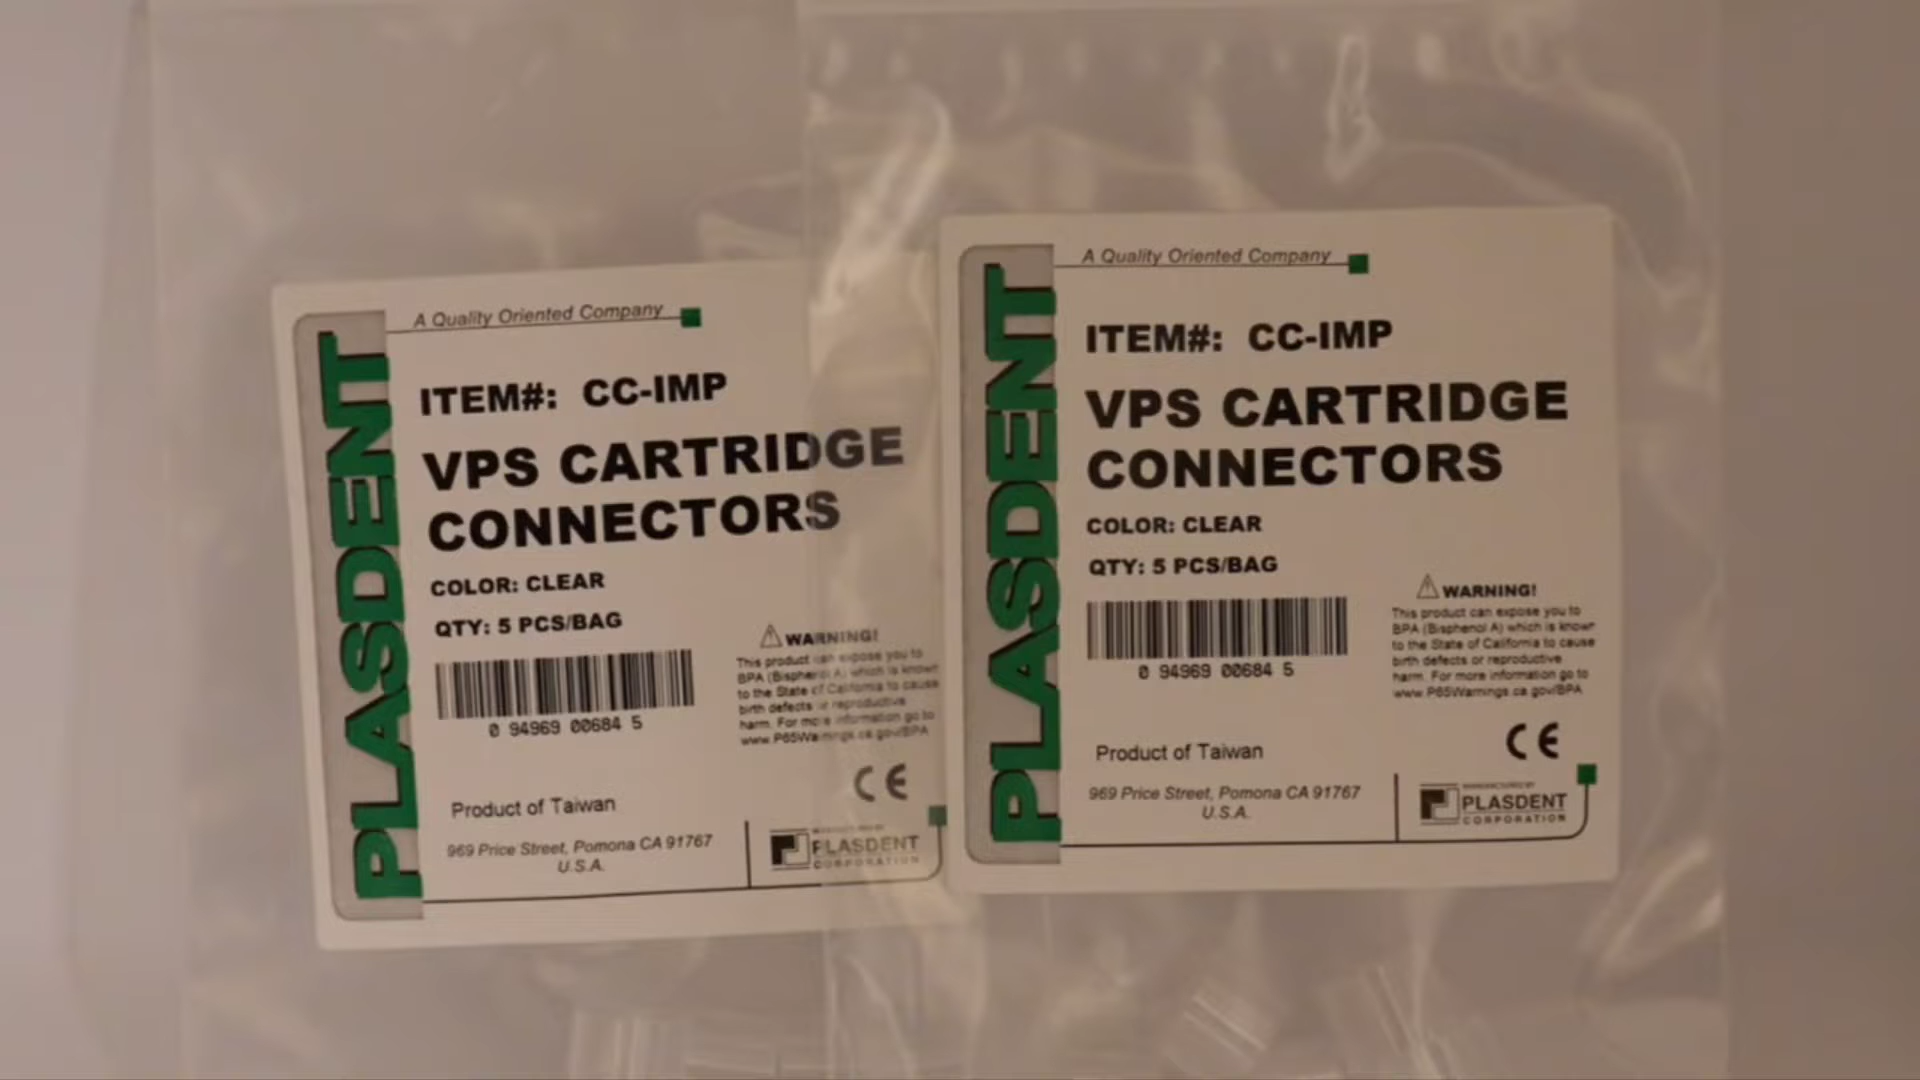 PLASDENT
A Quality Oriented Company
ITEM#: CC-IMP
VPS CARTRIDGE
CONNECTORS
COLOR: CLEAR
QTY: 5 PCS/BAG
0 94969 00684 5
WARNING!
This product can expose you to
BPA (Bisphenol A) which is known
to the State of California to cause
birth defects or reproductive
harm. For more information go to
www.P65Warnings.ca.gov/BPA
CE
Product of Taiwan
969 Price Street, Pomona CA 91767
U.S.A.
PLASDENT
CORPORATION
PLASDENT
A Quality Oriented Company
ITEM#: CC-IMP
VPS CARTRIDGE
CONNECTORS
COLOR: CLEAR
QTY: 5 PCS/BAG
0 94969 00684 5
WARNING!
This product can expose you to
BPA (Bisphenol A) which is known
to the State of California to cause
birth defects or reproductive
harm. For more information go to
www.P65Warnings.ca.gov/BPA
CE
Product of Taiwan
969 Price Street, Pomona CA 91767
U.S.A.
MANUFACTURED BY
PLASDENT
CORPORATION